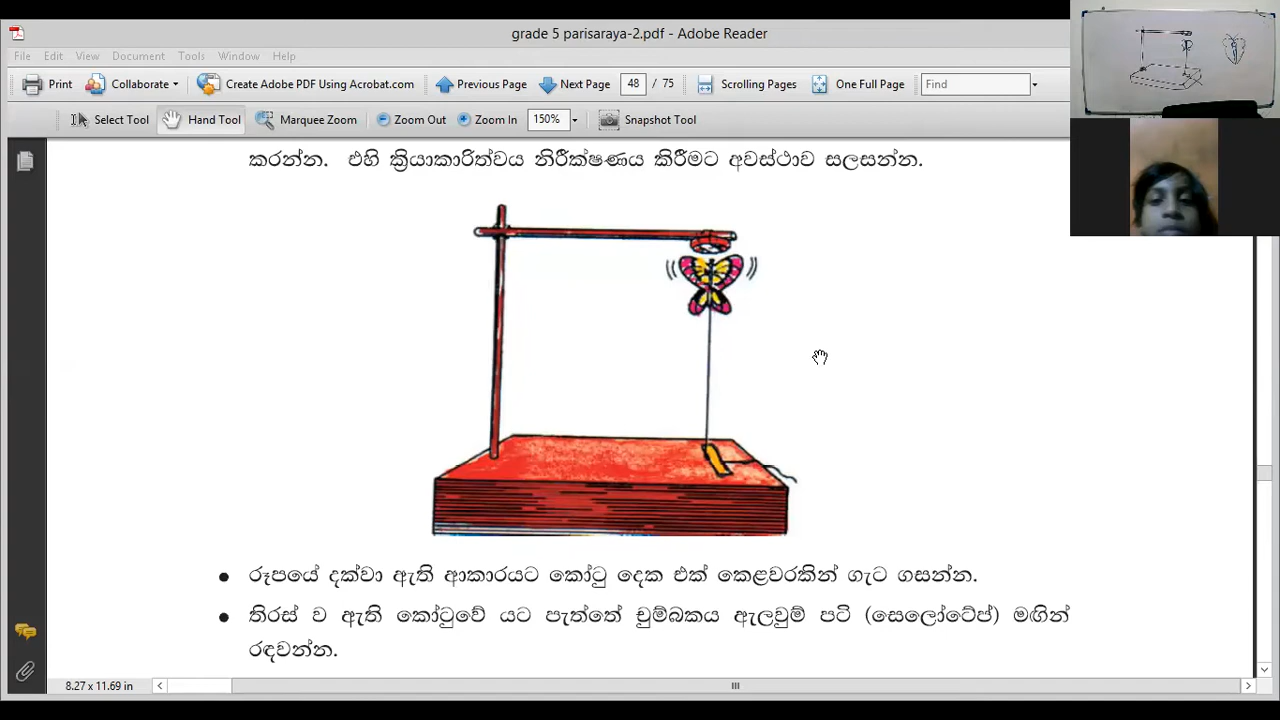 grade 5 parisaraya-2.pdf - Adobe Reader
File Edit View Document Tools Window Help
Print Collaborate Create Adobe PDF Using Acrobat.com Previous Page Next Page 48 / 75 Scrolling Pages One Full Page Find
Select Tool Hand Tool Marquee Zoom Zoom Out Zoom In 150% Snapshot Tool
කරන්න. එහි ක්‍රියාකාරිත්වය නිරීක්ෂණය කිරීමට අවස්ථාව සලසන්න.
● රූපයේ දක්වා ඇති ආකාරයට කෝටු දෙක එක් කෙළවරකින් ගැට ගසන්න.
● තිරස් ව ඇති කෝටුවේ යට පැත්තේ චුම්බකය ඇලවුම් පටි (සෙලෝටේප්) මඟින්
රඳවන්න.
8.27 x 11.69 in